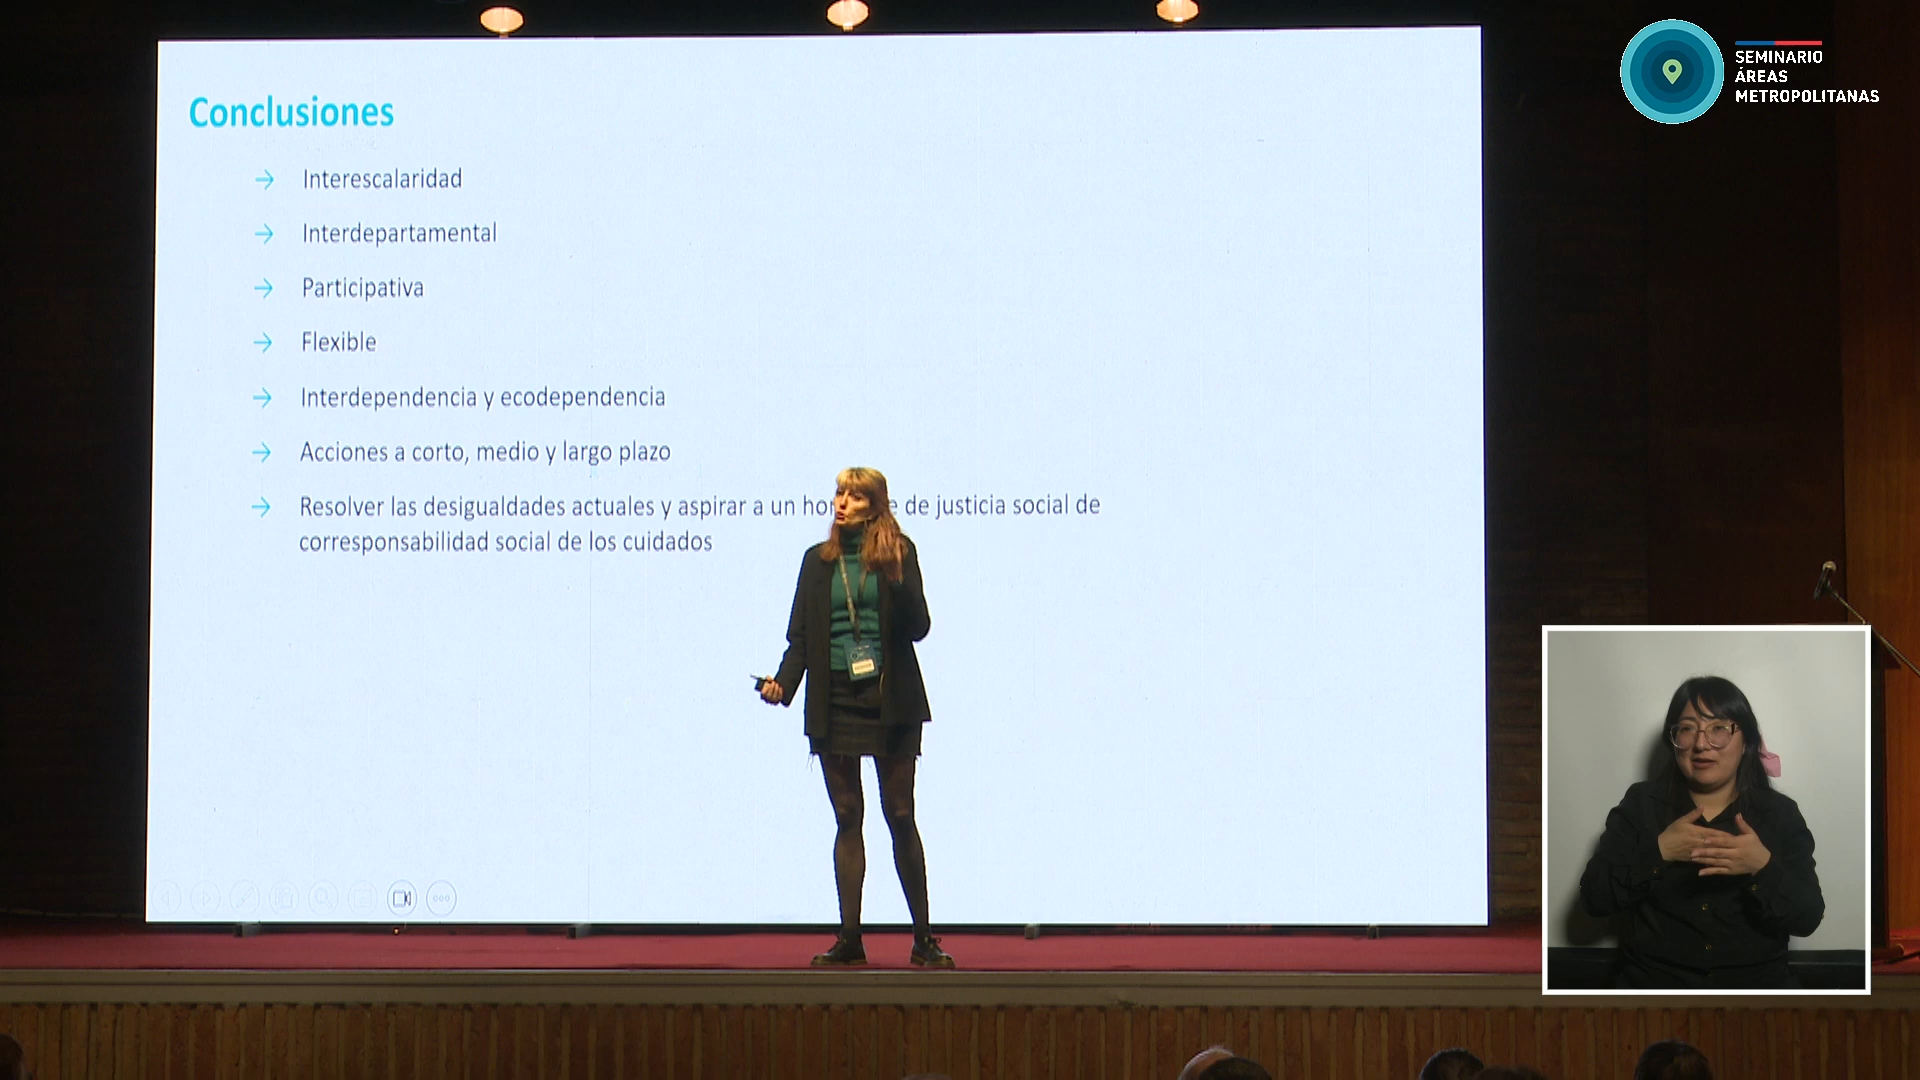 Conclusiones
→ Interescalaridad
→ Interdepartamental
→ Participativa
→ Flexible
→ Interdependencia y ecodependencia
→ Acciones a corto, medio y largo plazo
→ Resolver las desigualdades actuales y aspirar a un de justicia social de
corresponsabilidad social de los cuidados
SEMINARIO
ÁREAS
METROPOLITANAS